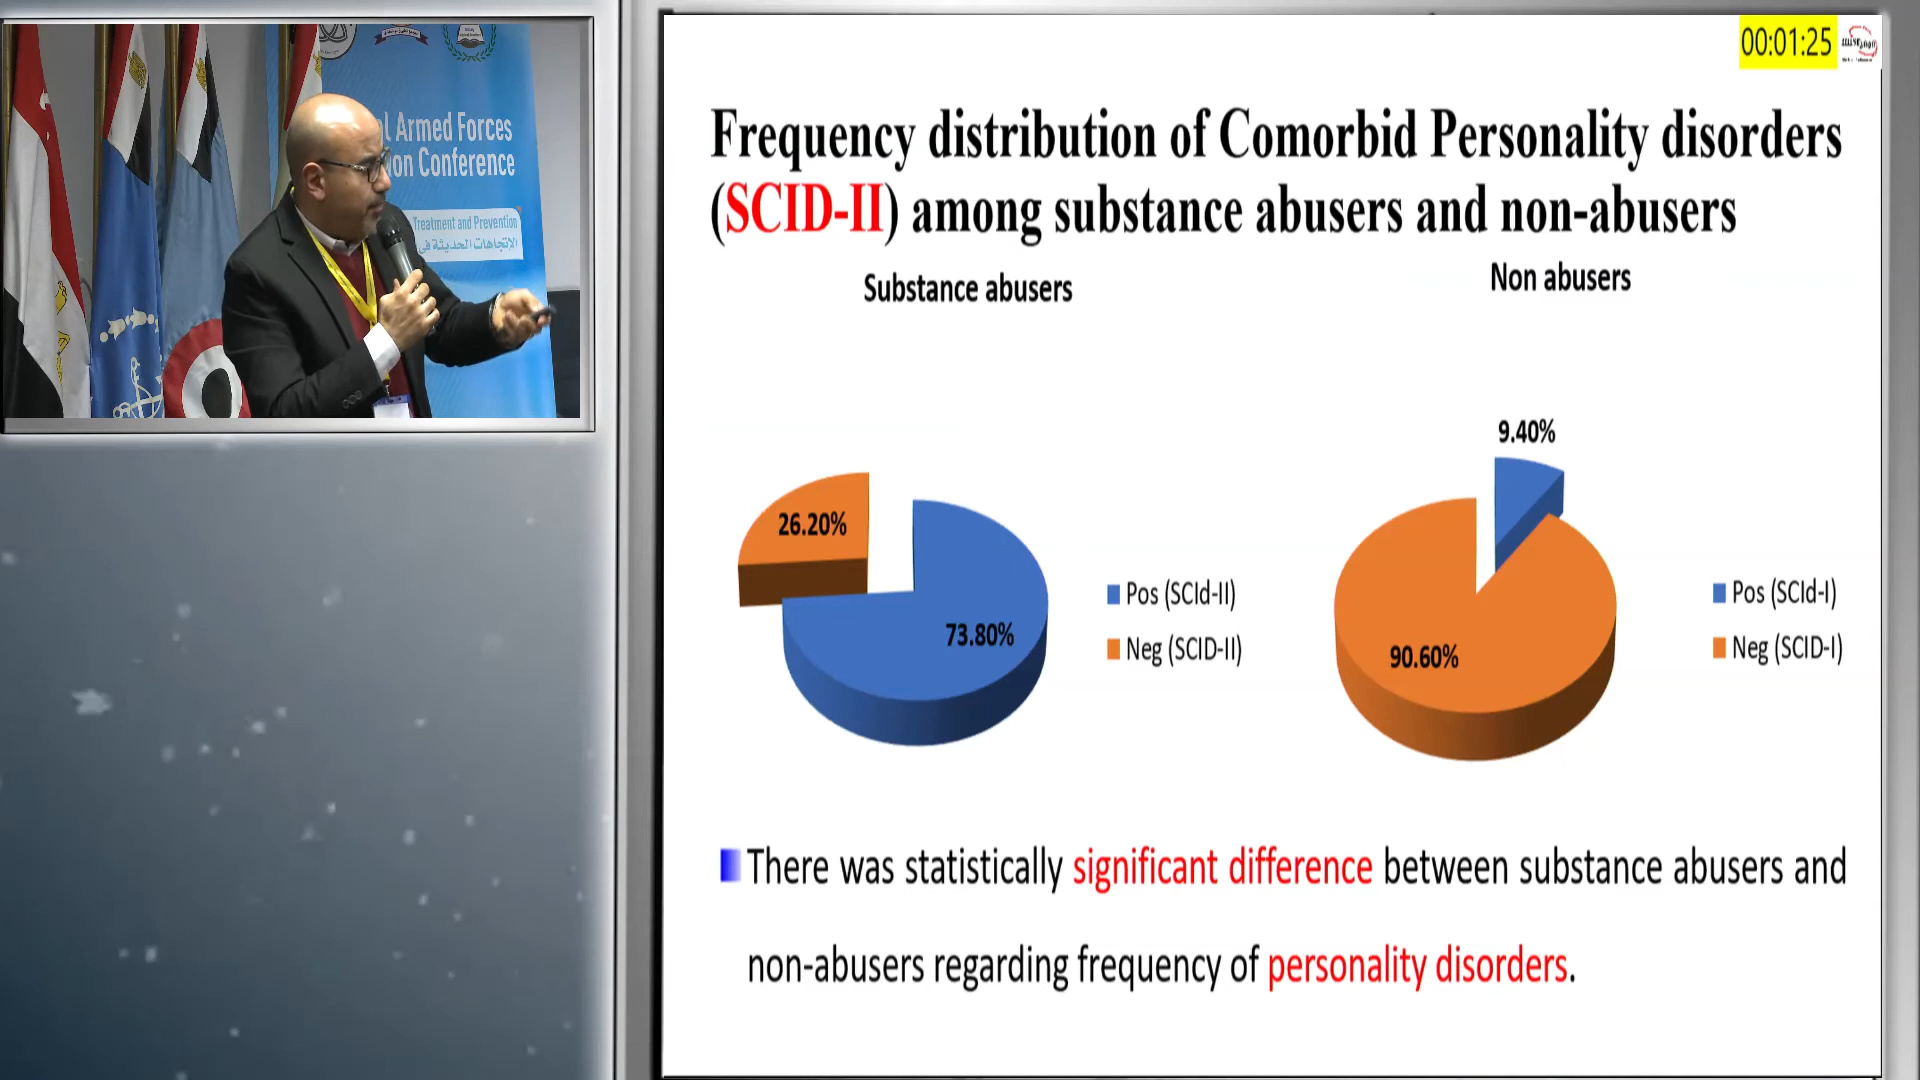 l Armed Forces
on Conference
Treatment and Prevention
الاتجاهات الحديثة في
00:01:25
Frequency distribution of Comorbid Personality disorders
(SCID-II) among substance abusers and non-abusers
Substance abusers
Non abusers
26.20%
73.80%
Pos (SCId-II)
Neg (SCID-II)
9.40%
90.60%
Pos (SCId-I)
Neg (SCID-I)
There was statistically significant difference between substance abusers and
non-abusers regarding frequency of personality disorders.